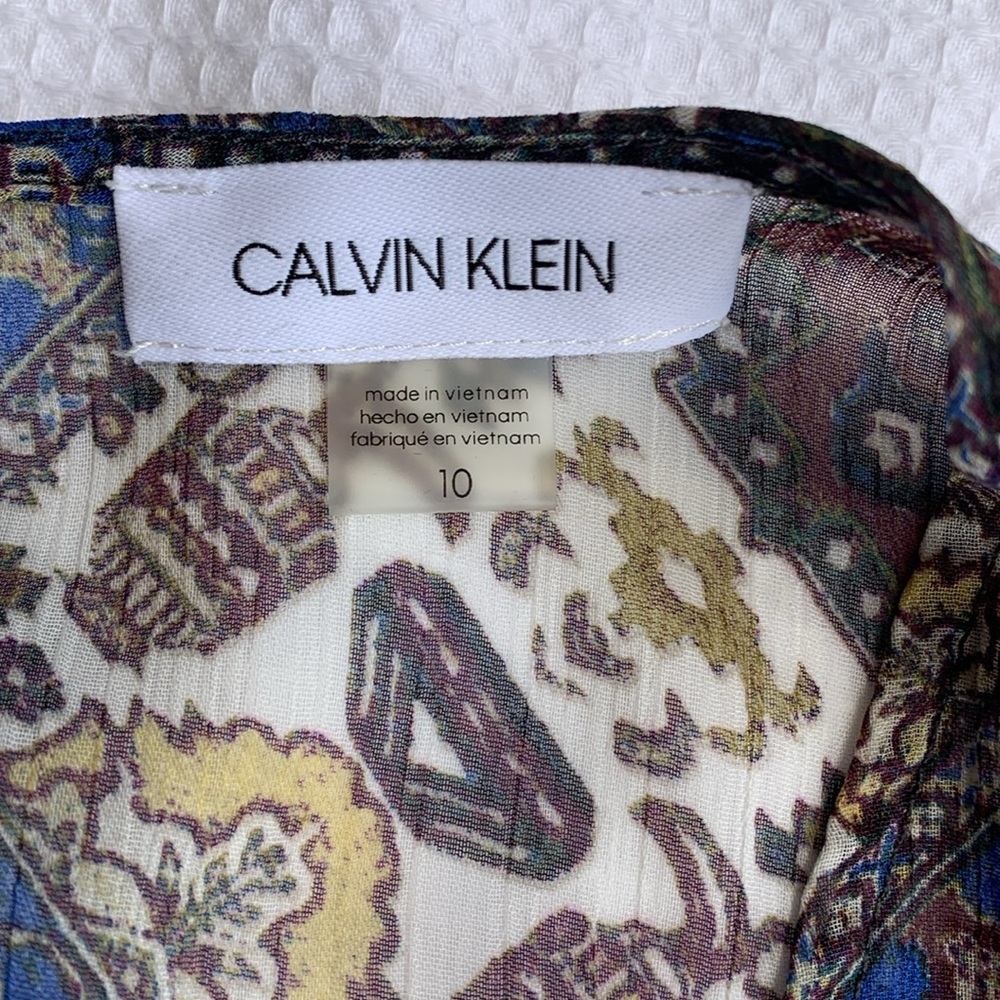 CALVIN KLEIN
made in vietnam
hecho en vietnam
fabriqué en vietnam
10